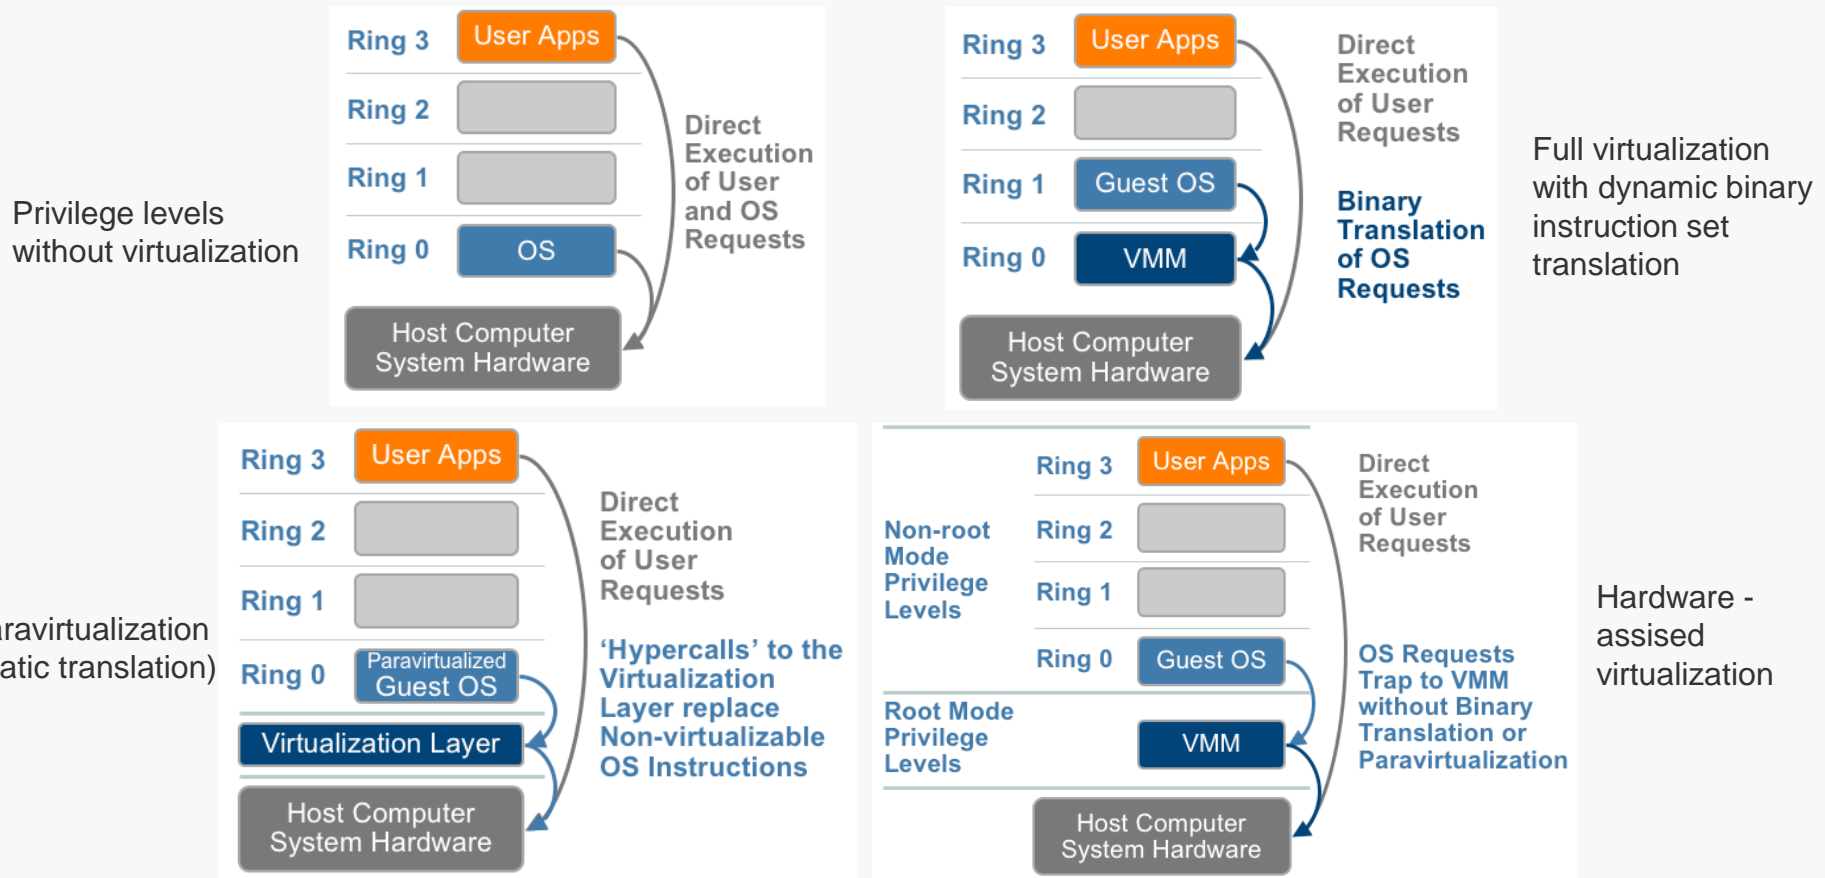 Privilege levels
without virtualization
Ring 3
User Apps
Ring 2
Ring 1
Ring 0
OS
Host Computer
System Hardware
Direct
Execution
of User
and OS
Requests
Ring 3
User Apps
Ring 2
Ring 1
Guest OS
Ring 0
VMM
Host Computer
System Hardware
Direct
Execution
of User
Requests
Binary
Translation
of OS
Requests
Full virtualization
with dynamic binary
instruction set
translation
aravirtualization
atic translation)
Ring 3
User Apps
Ring 2
Ring 1
Ring 0
Paravirtualized
Guest OS
Virtualization Layer
Host Computer
System Hardware
Direct
Execution
of User
Requests
‘Hypercalls’ to the
Virtualization
Layer replace
Non-virtualizable
OS Instructions
Non-root
Mode
Privilege
Levels
Ring 3
User Apps
Ring 2
Ring 1
Ring 0
Guest OS
Root Mode
Privilege
Levels
VMM
Host Computer
System Hardware
Direct
Execution
of User
Requests
OS Requests
Trap to VMM
without Binary
Translation or
Paravirtualization
Hardware -
assised
virtualization